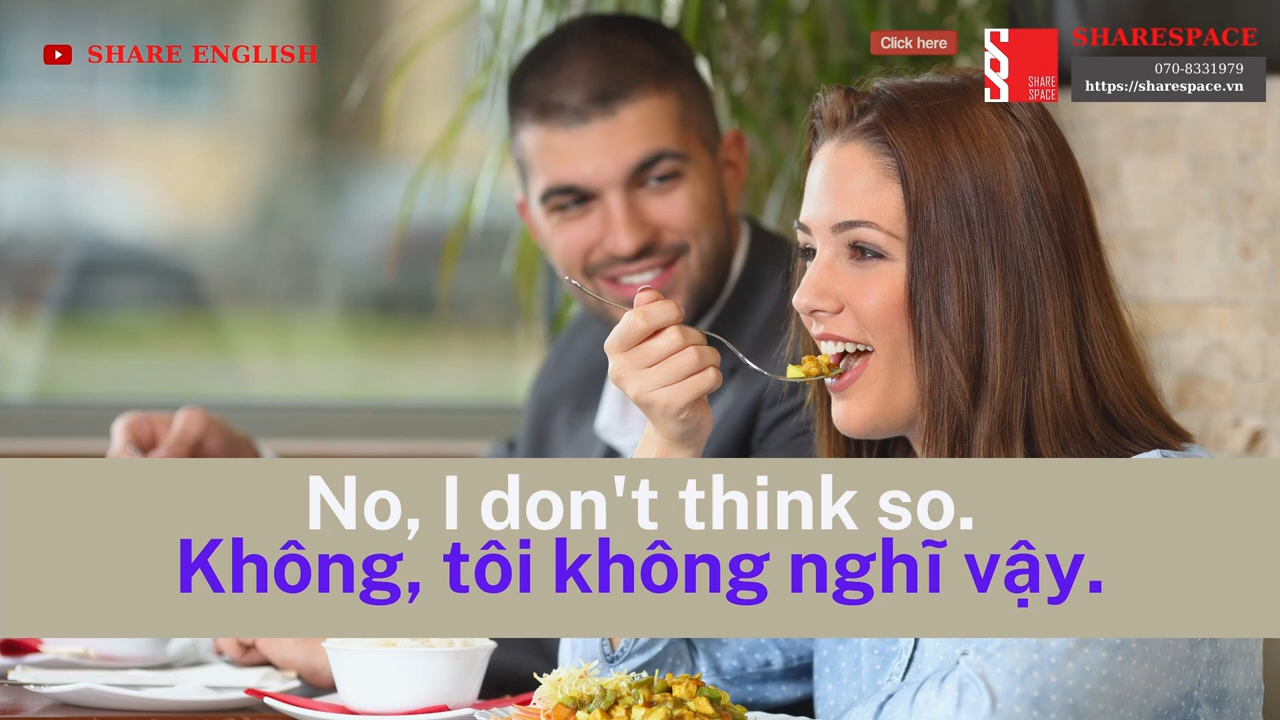 SHARE ENGLISH
Click here
SHARE
SPACE
SHARESPACE
070-8331979
https://sharespace.vn
No, I don't think so.
Không, tôi không nghĩ vậy.